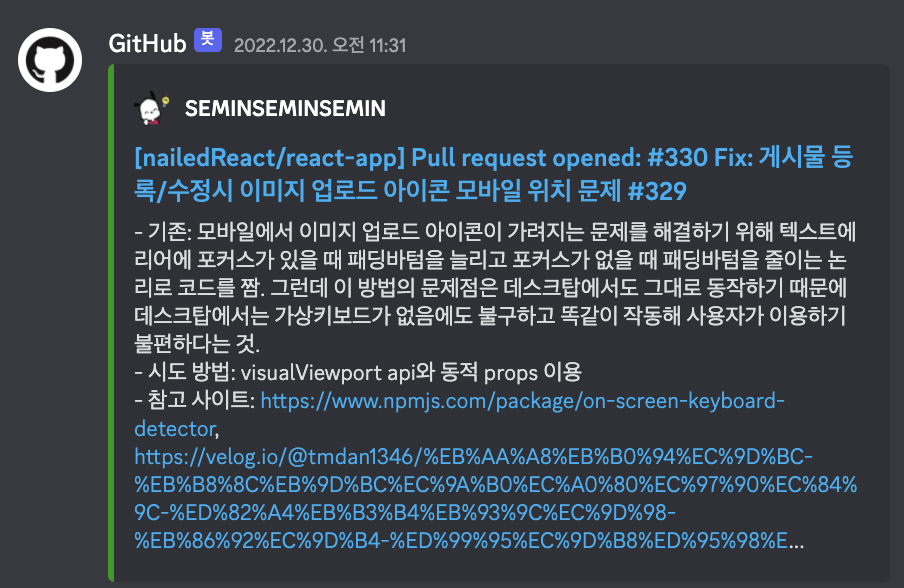 GitHub 봇 2022.12.30. 오전 11:31
SEMINSEMINSEMIN
[nailedReact/react-app] Pull request opened: #330 Fix: 게시물 등
록/수정시 이미지 업로드 아이콘 모바일 위치 문제 #329
- 기존: 모바일에서 이미지 업로드 아이콘이 가려지는 문제를 해결하기 위해 텍스트에
리어에 포커스가 있을 때 패딩바텀을 늘리고 포커스가 없을 때 패딩바텀을 줄이는 논
리로 코드를 짬. 그런데 이 방법의 문제점은 데스크탑에서도 그대로 동작하기 때문에
데스크탑에서는 가상키보드가 없음에도 불구하고 똑같이 작동해 사용자가 이용하기
불편하다는 것.
- 시도 방법: visualViewport api와 동적 props 이용
- 참고 사이트: https://www.npmjs.com/package/on-screen-keyboard-
detector,
https://velog.io/@tmdan1346/%EB%AA%A8%EB%B0%94%EC%9D%BC-
%EB%B8%8C%EB%9D%BC%EC%9A%B0%EC%A0%80%EC%97%90%EC%84%
9C-%ED%82%A4%EB%B3%B4%EB%93%9C%EC%9D%98-
%EB%86%92%EC%9D%B4-%ED%99%95%EC%9D%B8%ED%95%98%E...